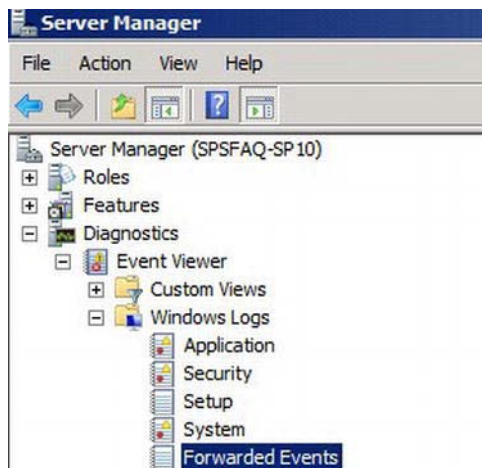 Server Manager
File Action View Help
Server Manager (SPSFAQ-SP10)
Roles
Features
Diagnostics
Event Viewer
Custom Views
Windows Logs
Application
Security
Setup
System
Forwarded Events